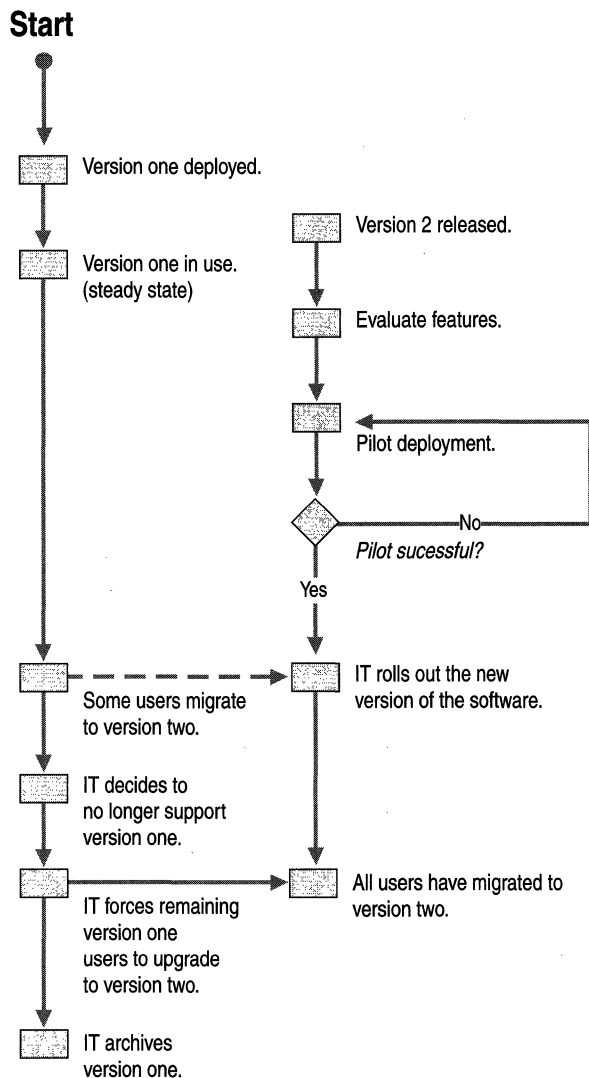 Start
Version one deployed.
Version one in use.
(steady state)
Version 2 released.
Evaluate features.
Pilot deployment.
No
Pilot sucessful?
Yes
Some users migrate
to version two.
IT rolls out the new
version of the software.
IT decides to
no longer support
version one.
IT forces remaining
version one
users to upgrade
to version two.
All users have migrated to
version two.
IT archives
version one.